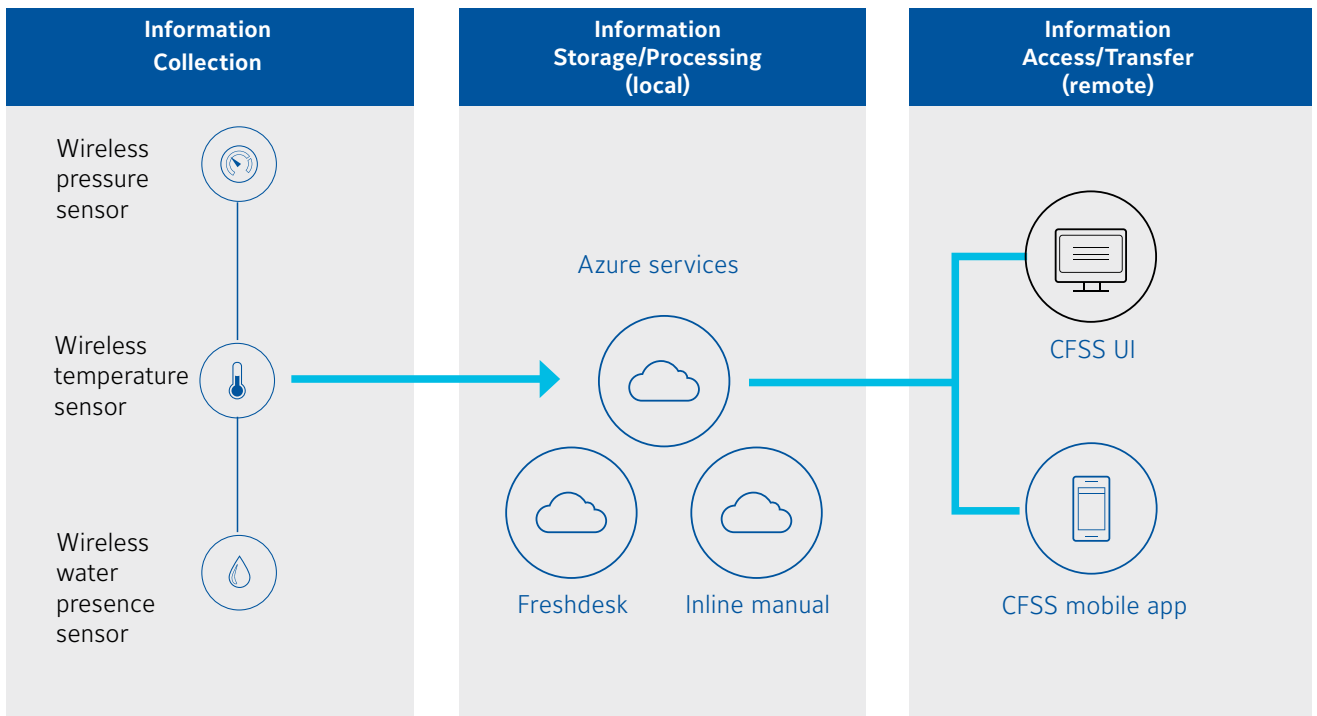 Information
Collection
Wireless
pressure
sensor
Wireless
temperature
sensor
Wireless
water
presence
sensor
Information
Storage/Processing
(local)
Azure services
Freshdesk
Inline manual
Information
Access/Transfer
(remote)
CFSS UI
CFSS mobile app